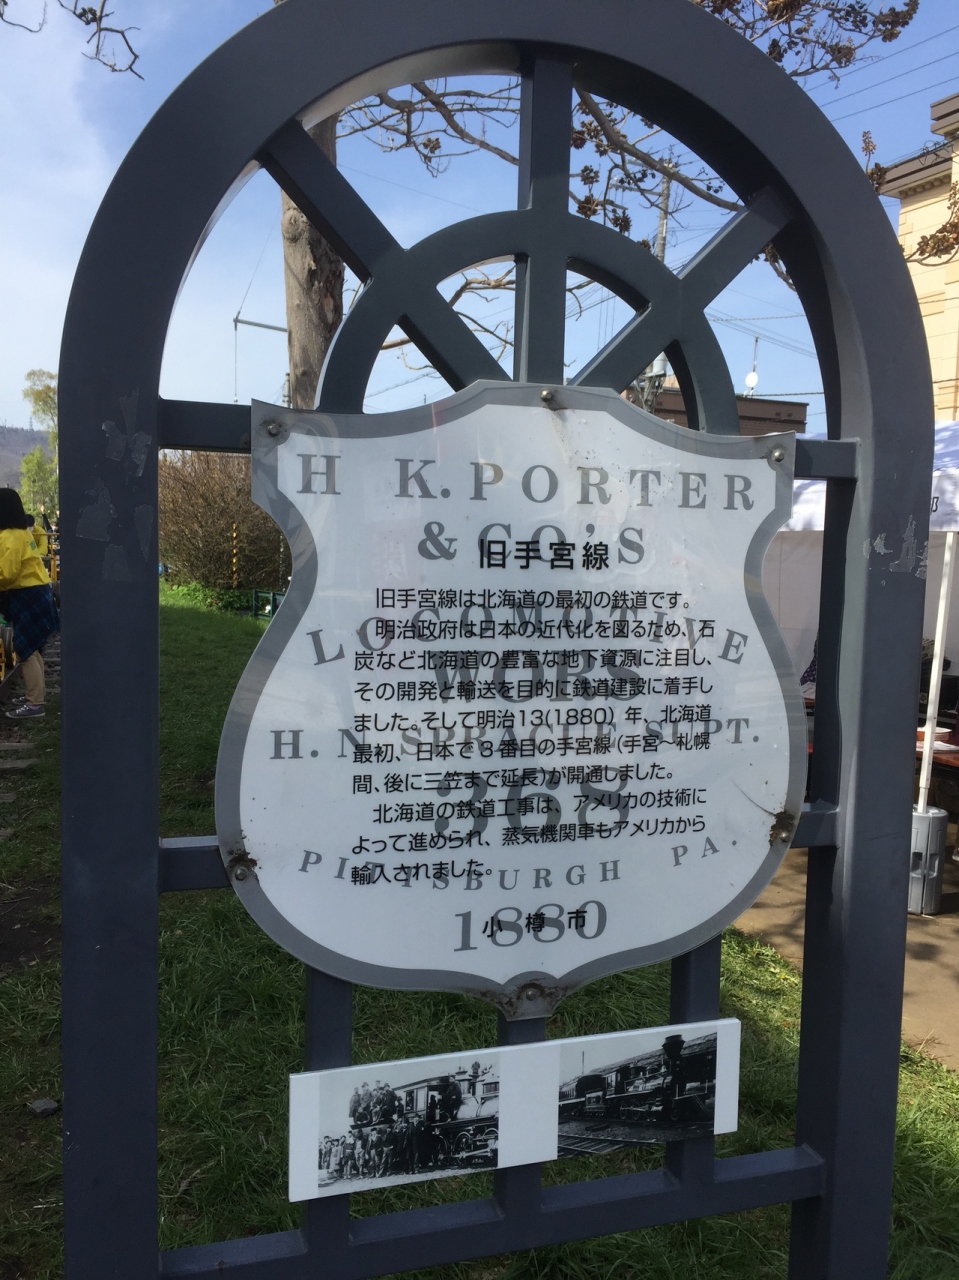 H K. PORTER
& CO'S
旧手宮線
旧手宮線は北海道の最初の鉄道です。
明治政府は日本の近代化を図るため、石
LOCOMOTIVE
炭など北海道の豊富な地下資源に注目し、
WORS
その開発と輸送を目的に鉄道建設に着手し
ました。そして明治13(1880) 年、北海道
H. N. SPRAGUE SUPT.
最初、日本で3番目の手宮線(手宮~札幌
間、後に三笠まで延長)が開通しました。
368
北海道の鉄道工事は、アメリカの技術に
よって進められ、蒸気機関車もアメリカから
PITTSBURGH PA.
輸入されました。
1880
小樽市